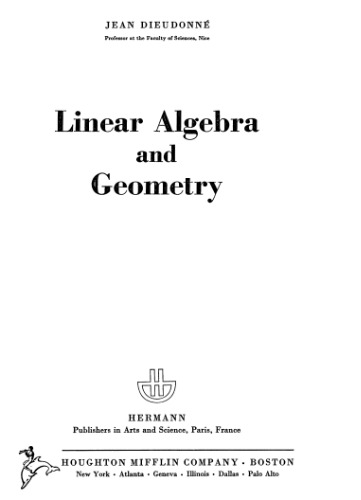 JEAN DIEUDONNÉ
Professor at the Faculty of Sciences, Nice
Linear Algebra
and
Geometry
HERMANN
Publishers in Arts and Science, Paris, France
HOUGHTON MIFFLIN COMPANY · BOSTON
New York · Atlanta · Geneva · Illinois · Dallas · Palo Alto